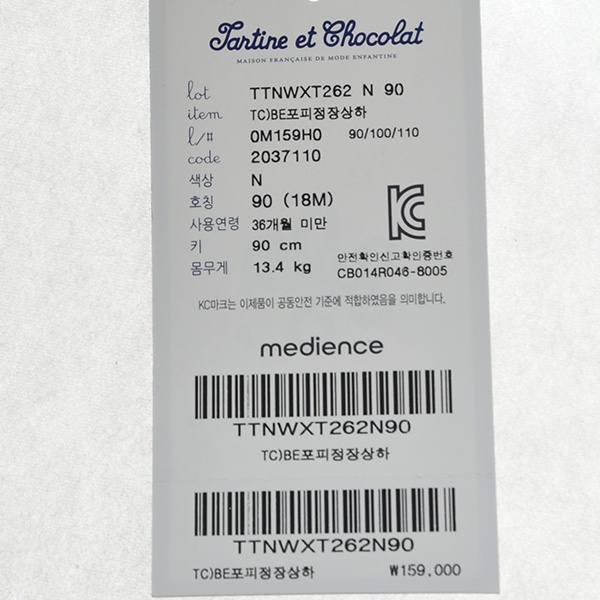 Tartine et Chocolat
MAISON FRANÇAISE DE MODE ENFANTINE
lot TTNWXT262 N 90
item TC)BE포피정장상하
l/# 0M159H0 90/100/110
code 2037110
색상 N
호칭 90 (18M)
사용연령 36개월 미만
키 90 cm
몸무게 13.4 kg
안전확인신고확인증번호
CB014R046-8005
KC마크는 이제품이 공동안전 기준에 적합하였음을 의미합니다.
medience
TTNWXT262N90
TC)BE포피정장상하
TTNWXT262N90
TC)BE포피정장상하 ₩159,000